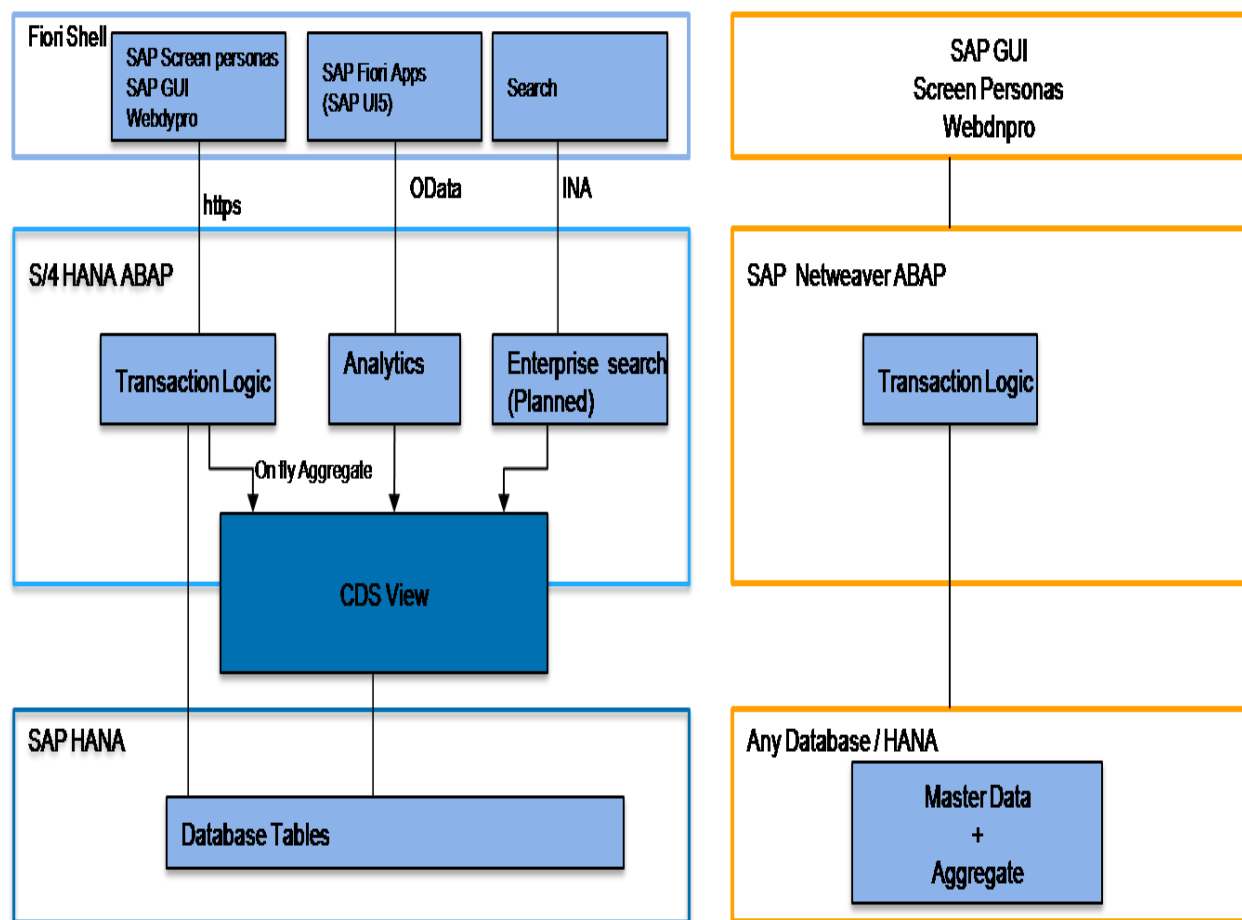 Fiori Shell
SAP Screen personas
SAP GUI
Webdypro
SAP Fiori Apps
(SAP UI5)
Search
https
OData
INA
S/4 HANA ABAP
Transaction Logic
Analytics
Enterprise search
(Planned)
On fly Aggregate
CDS View
SAP HANA
Database Tables
SAP GUI
Screen Personas
Webdnpro
SAP Netweaver ABAP
Transaction Logic
Any Database / HANA
Master Data
+
Aggregate